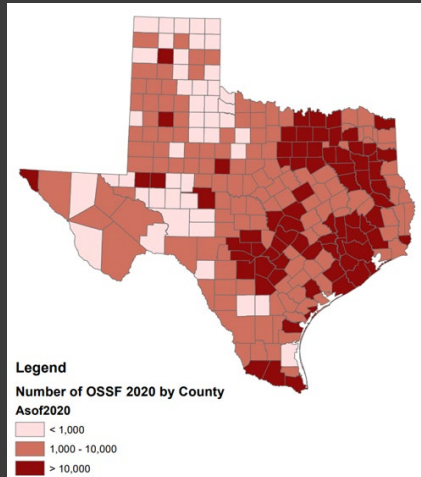 Legend
Number of OSSF 2020 by County
Asof2020
< 1,000
1,000 - 10,000
> 10,000